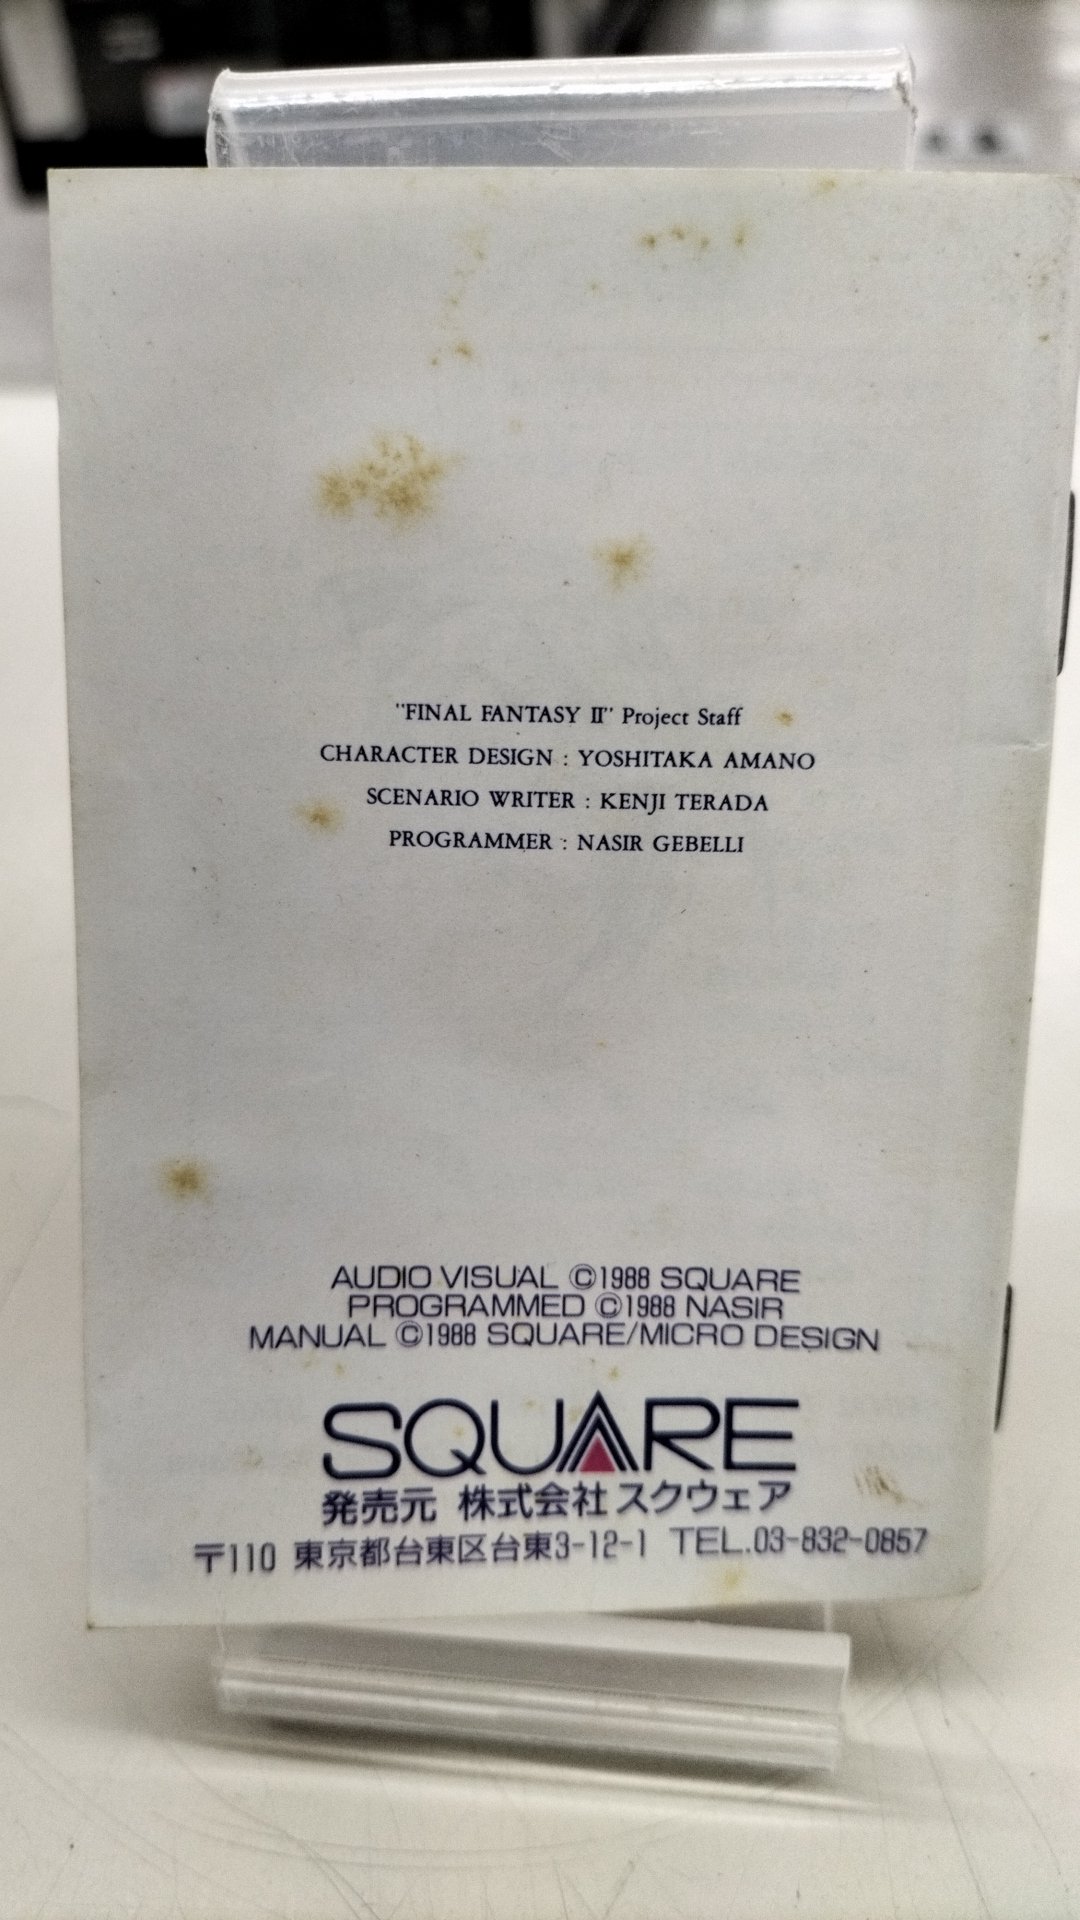 "FINAL FANTASY II" Project Staff
CHARACTER DESIGN : YOSHITAKA AMANO
SCENARIO WRITER : KENJI TERADA
PROGRAMMER : NASIR GEBELLI
AUDIO VISUAL ©1988 SQUARE
PROGRAMMED ©1988 NASIR
MANUAL ©1988 SQUARE/MICRO DESIGN
SQUARE
発売元 株式会社スクウェア
〒110 東京都台東区台東3-12-1 TEL.03-832-0857